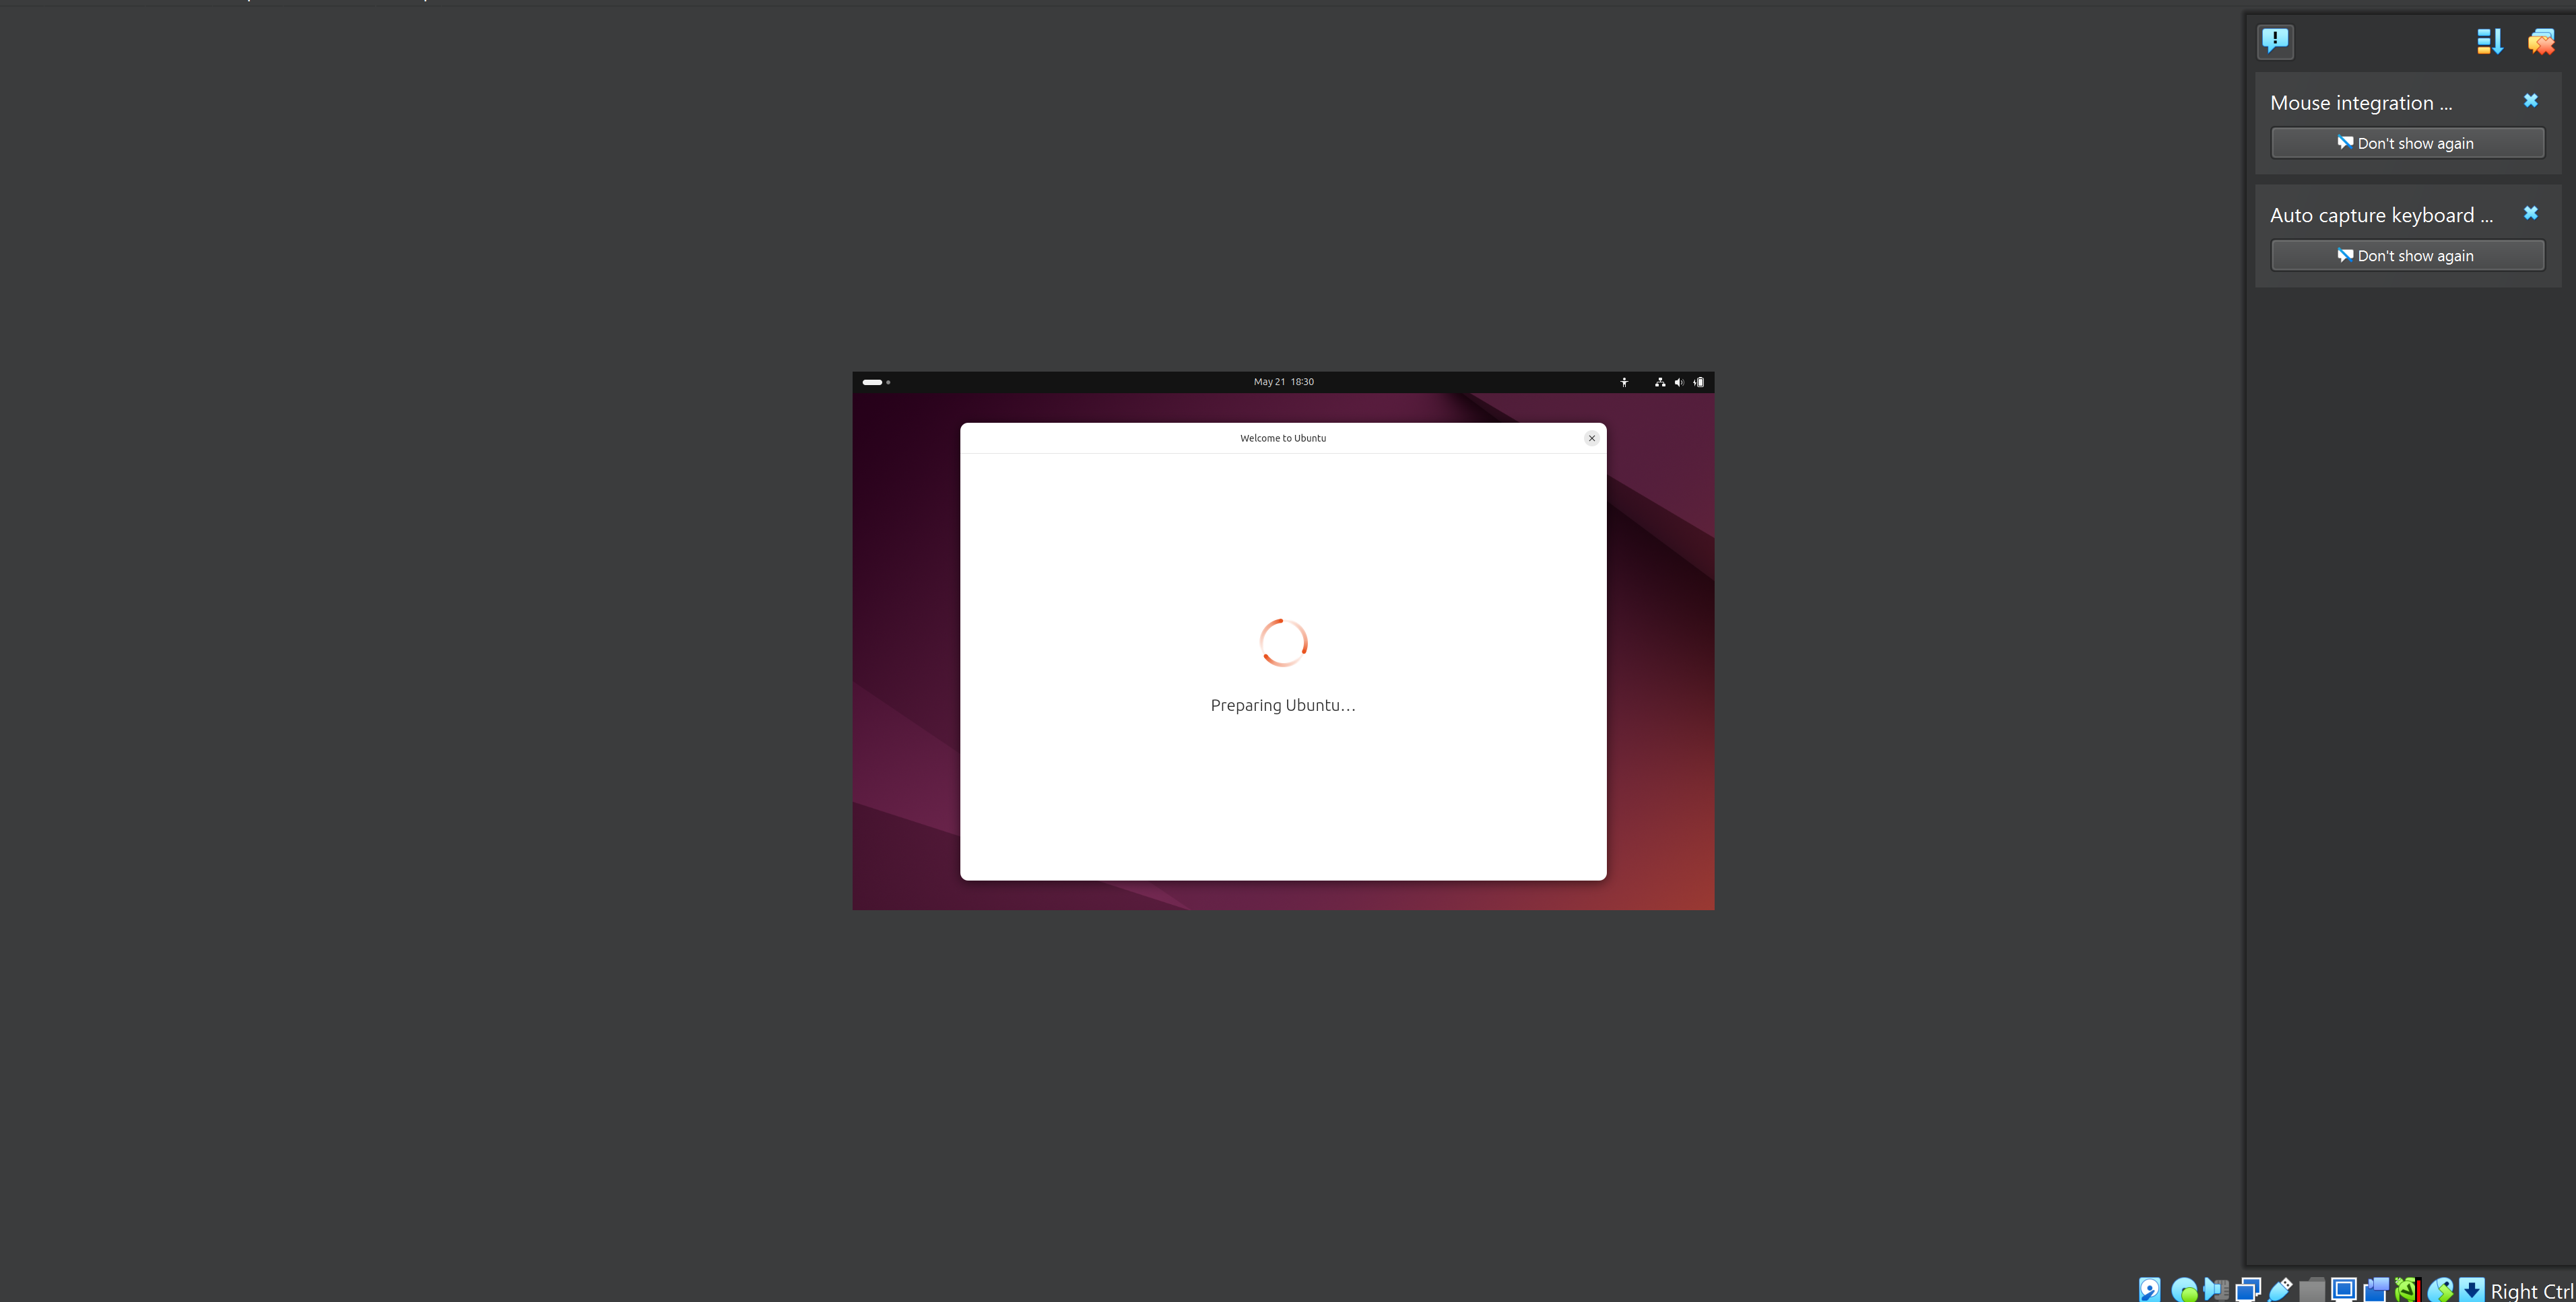 Mouse integration ...
Don't show again
Auto capture keyboard ...
Don't show again
May 21 18:30
Welcome to Ubuntu
Preparing Ubuntu...
Right Ctrl